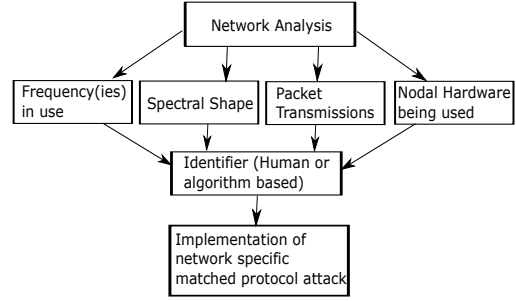 Network Analysis
Frequency(ies)
in use
Spectral Shape
Packet
Transmissions
Nodal Hardware
being used
Identifier (Human or
algorithm based)
Implementation of
network specific
matched protocol attack